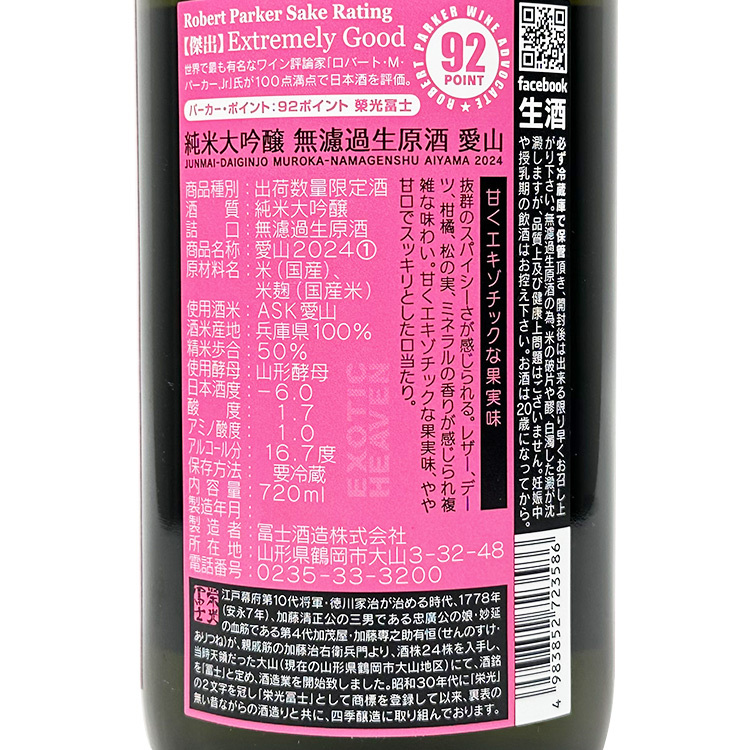 Robert Parker Sake Rating
【傑出】Extremely Good
世界で最も有名なワイン評論家「ロバート・M・
パーカー,Jr」氏が100点満点で日本酒を評価。
パーカー・ポイント:92ポイント 榮光冨士
ROBERT PARKER WINE ADVOCATE ★
92
POINT
facebook
生酒
純米大吟醸 無濾過生原酒 愛山
JUNMAI-DAIGINJO MUROKA-NAMAGENSHU AIYAMA 2024
商品種別:出荷数量限定酒
酒質:純米大吟醸
詰口:無濾過生原酒
商品名称:愛山2024①
原材料名:米(国産)、
米麹(国産米)
使用酒米:ASK愛山
酒米産地:兵庫県100%
精米歩合:50%
使用酵母:山形酵母
日本酒度:-6.0
酸度:1.7
アミノ酸度:1.0
アルコール分:16.7度
保存方法:要冷蔵
内容量:720ml
製造年月:
製造者:冨士酒造株式会社
所在地:山形県鶴岡市大山3-32-48
電話番号:0235-33-3200
EXOTIC
HEAVEN
甘くエキゾチックな果実味
抜群のスパイシーさが感じられる。レザー、デー
ツ、柑橘、松の実、ミネラルの香りが感じられ複
雑な味わい。甘くエキゾチックな果実味、やや
甘口でスッキリとした口当たり。
必ず冷蔵庫で保管頂き、開封後は出来る限り早くお召し上
がり下さい。無濾過生原酒の為、米の破片や醪、白濁した澱が沈
澱しますが、品質上及び健康上問題はございません。妊娠中
や授乳期の飲酒はお控え下さい。お酒は20歳になってから。
4 983852 723586
榮光冨士
江戸幕府第10代将軍・徳川家治が治める時代、1778年
(安永7年)、加藤清正公の三男である忠廣公の娘・妙延
の血筋である第4代加茂屋・加藤専之助有恒(せんのすけ・
ありつね)が、親戚筋の加藤治右衛門より、酒株24株を入手し、
当時天領だった大山(現在の山形県鶴岡市大山地区)にて、酒銘
を「冨士」と定め、酒造業を開始致しました。昭和30年代に「栄光」
の2文字を冠し「栄光冨士」として商標を登録して以来、裏表の
無い昔ながらの酒造りと共に、四季醸造に取り組んでおります。